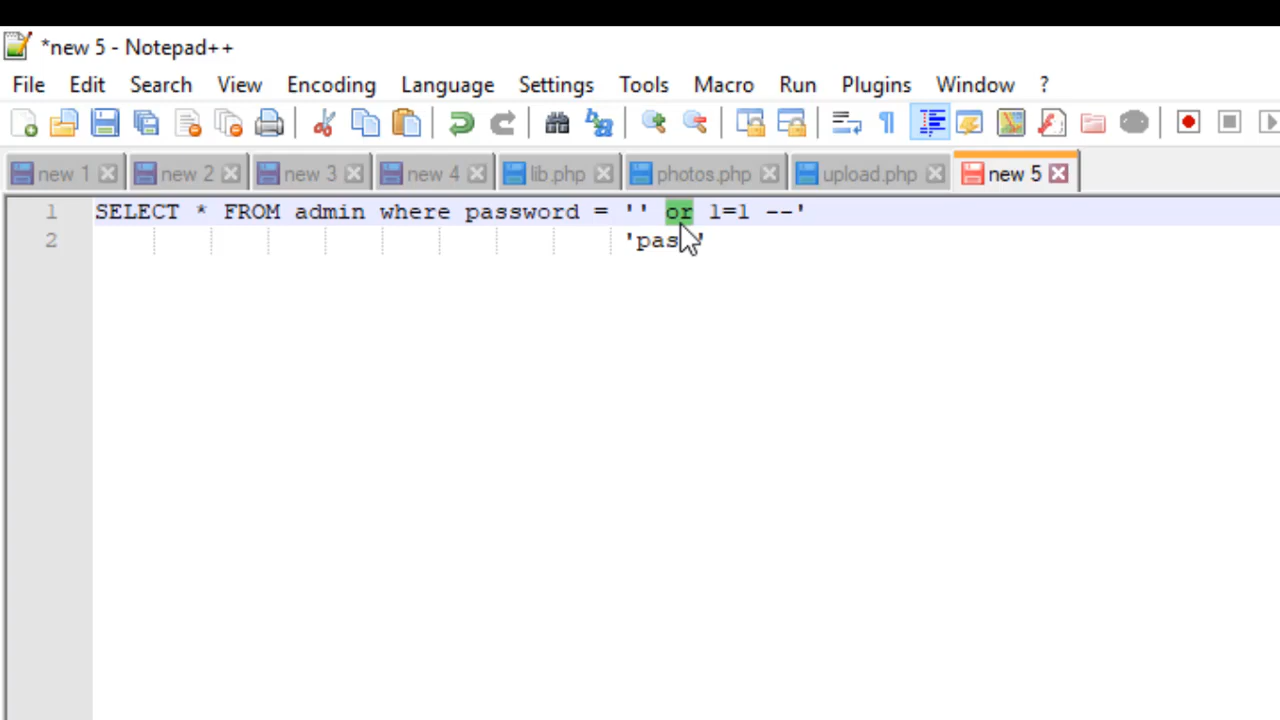 *new 5 - Notepad++
File Edit Search View Encoding Language Settings Tools Macro Run Plugins Window ?
new 1 new 2 new 3 new 4 lib.php photos.php upload.php new 5
1 SELECT * FROM admin where password = '' or 1=1 --'
2